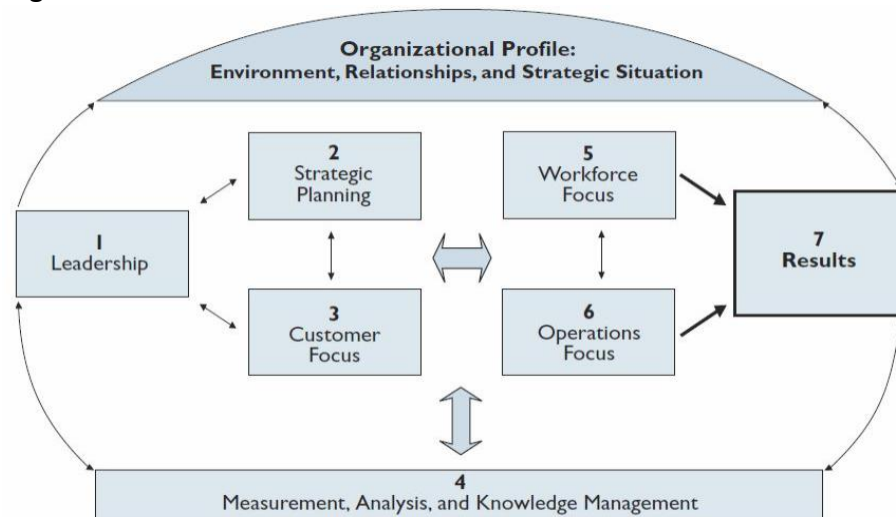 Organizational Profile:
Environment, Relationships, and Strategic Situation
2
Strategic
Planning
5
Workforce
Focus
1
Leadership
7
Results
3
Customer
Focus
6
Operations
Focus
4
Measurement, Analysis, and Knowledge Management